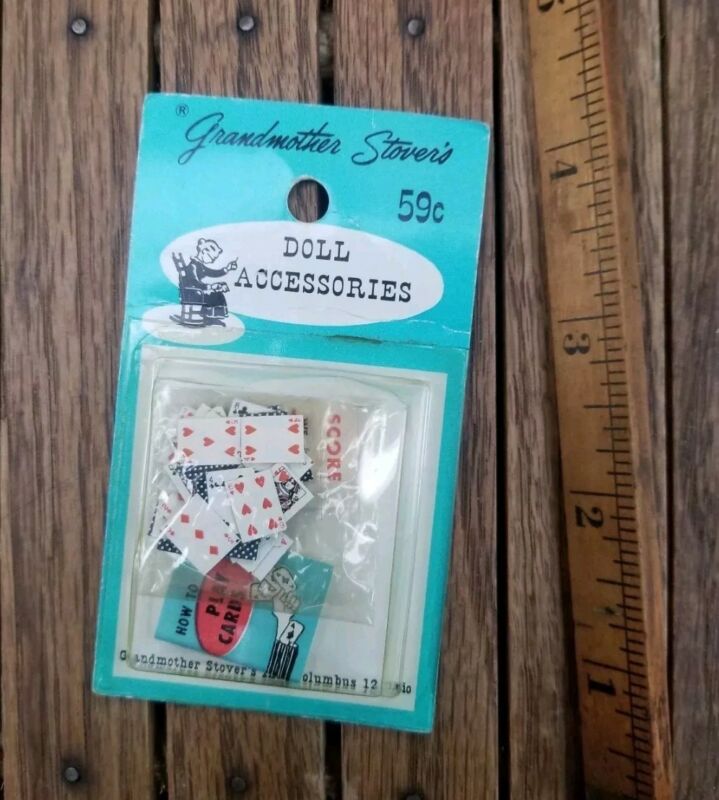 ®
Grandmother Stover's
59c
DOLL
ACCESSORIES
SCORE
HOW TO
PLAY
CARDS
Grandmother Stover's Columbus 12
5
4
3
2
1